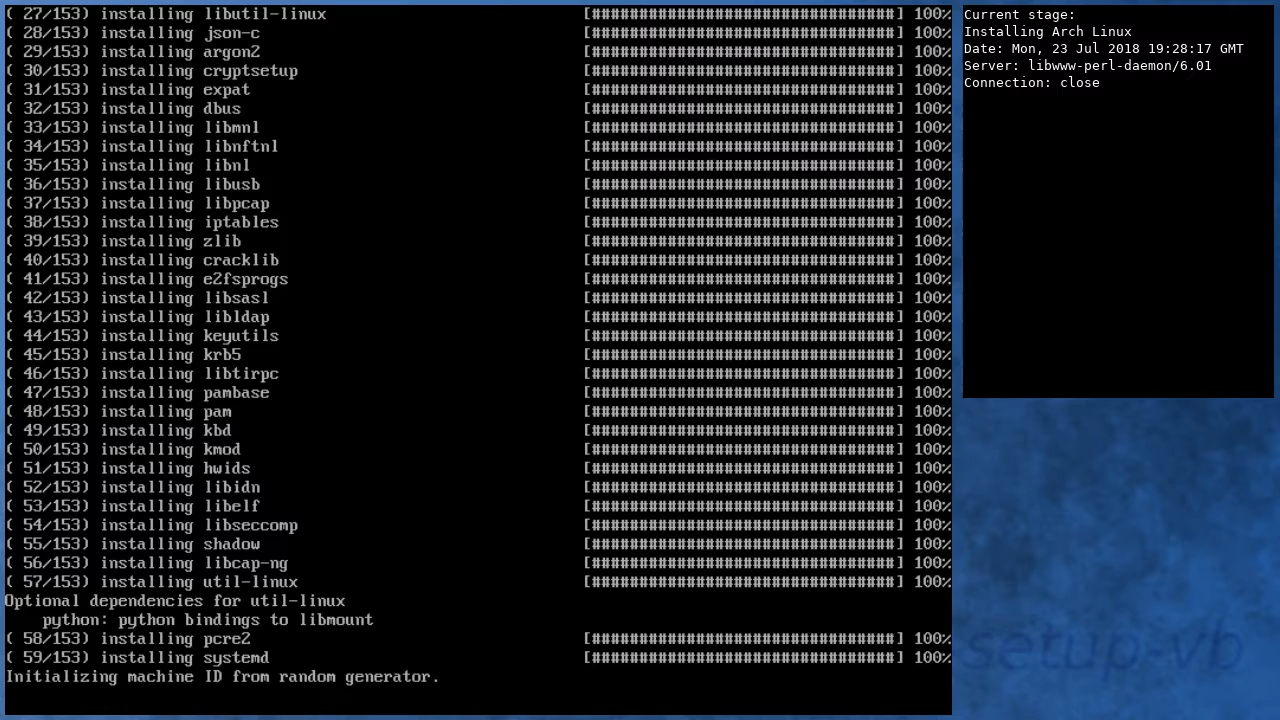 ( 27/153) installing libutil-linux [################################] 100%
( 28/153) installing json-c [################################] 100%
( 29/153) installing argon2 [################################] 100%
( 30/153) installing cryptsetup [################################] 100%
( 31/153) installing expat [################################] 100%
( 32/153) installing dbus [################################] 100%
( 33/153) installing libmnl [################################] 100%
( 34/153) installing libnftnl [################################] 100%
( 35/153) installing libnl [################################] 100%
( 36/153) installing libusb [################################] 100%
( 37/153) installing libpcap [################################] 100%
( 38/153) installing iptables [################################] 100%
( 39/153) installing zlib [################################] 100%
( 40/153) installing cracklib [################################] 100%
( 41/153) installing e2fsprogs [################################] 100%
( 42/153) installing libsasl [################################] 100%
( 43/153) installing libldap [################################] 100%
( 44/153) installing keyutils [################################] 100%
( 45/153) installing krb5 [################################] 100%
( 46/153) installing libtirpc [################################] 100%
( 47/153) installing pambase [################################] 100%
( 48/153) installing pam [################################] 100%
( 49/153) installing kbd [################################] 100%
( 50/153) installing kmod [################################] 100%
( 51/153) installing hwids [################################] 100%
( 52/153) installing libidn [################################] 100%
( 53/153) installing libelf [################################] 100%
( 54/153) installing libseccomp [################################] 100%
( 55/153) installing shadow [################################] 100%
( 56/153) installing libcap-ng [################################] 100%
( 57/153) installing util-linux [################################] 100%
Optional dependencies for util-linux
python: python bindings to libmount
( 58/153) installing pcre2 [################################] 100%
( 59/153) installing systemd [################################] 100%
Initializing machine ID from random generator.
Current stage:
Installing Arch Linux
Date: Mon, 23 Jul 2018 19:28:17 GMT
Server: libwww-perl-daemon/6.01
Connection: close
setup-vb